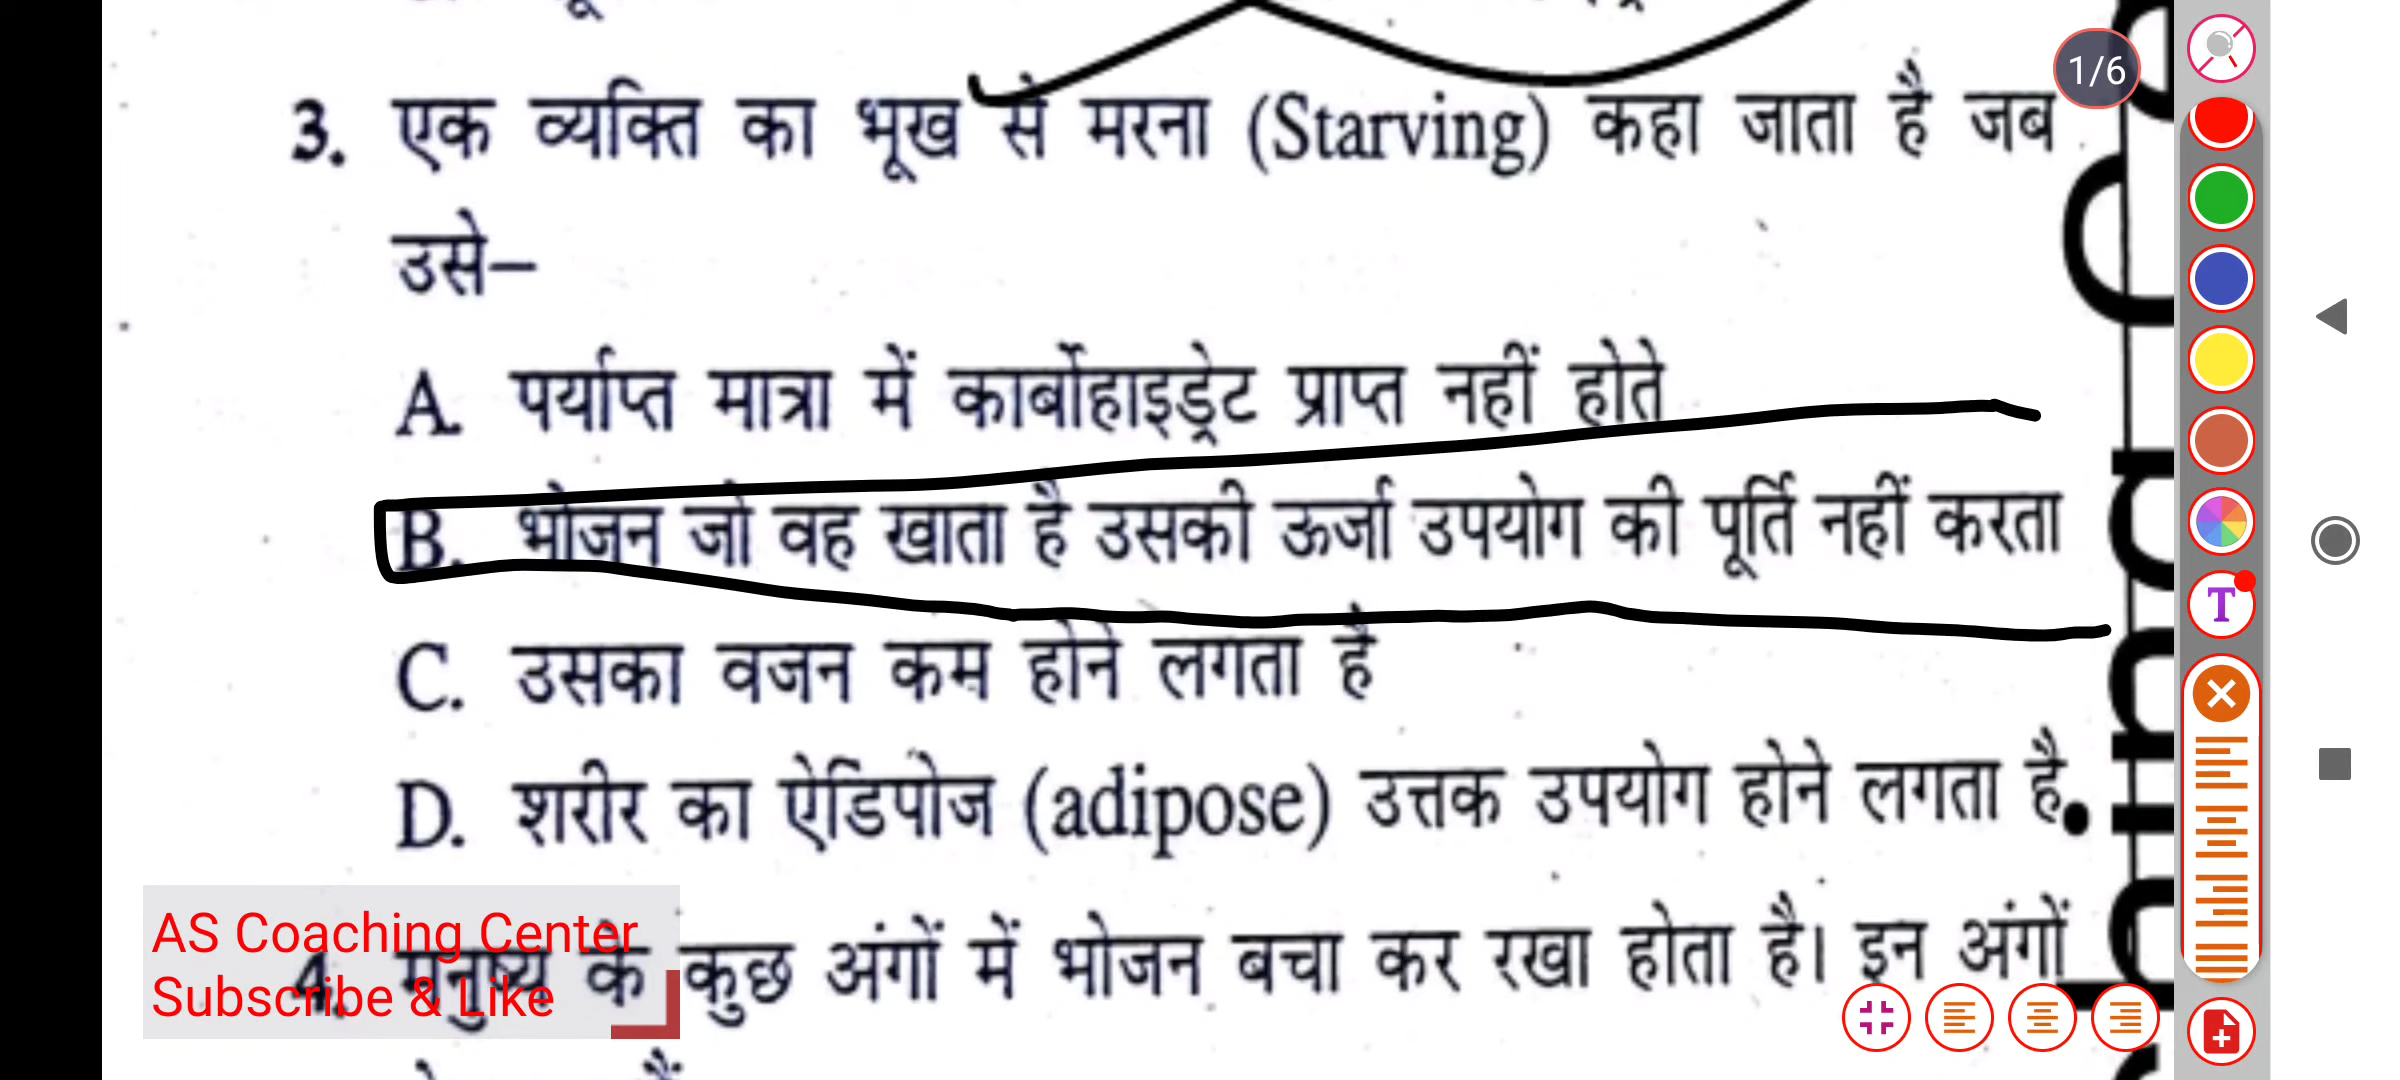 1/6
3. एक व्यक्ति का भूख से मरना (Starving) कहा जाता है जब
उसे—
A. पर्याप्त मात्रा में कार्बोहाइड्रेट प्राप्त नहीं होते
B. भोजन जो वह खाता है उसकी ऊर्जा उपयोग की पूर्ति नहीं करता
C. उसका वजन कम होने लगता है
D. शरीर का ऐडिपोज (adipose) उत्तक उपयोग होने लगता है.
4. मनुष्य के कुछ अंगों में भोजन बचा कर रखा होता है। इन अंगों
AS Coaching Center
Subscribe & Like
T